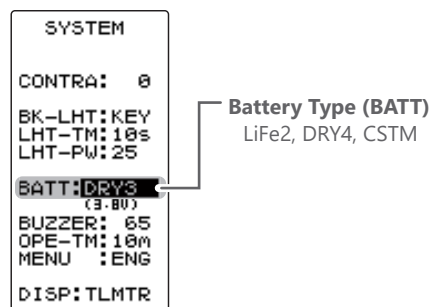 SYSTEM
CONTRA: 0
BK-LHT:KEY
LHT-TM:10s
LHT-PW:25
BATT:DRY3
(3.8V)
BUZZER: 65
OPE-TM:10m
MENU :ENG
DISP:TLMTR
Battery Type (BATT)
LiFe2, DRY4, CSTM